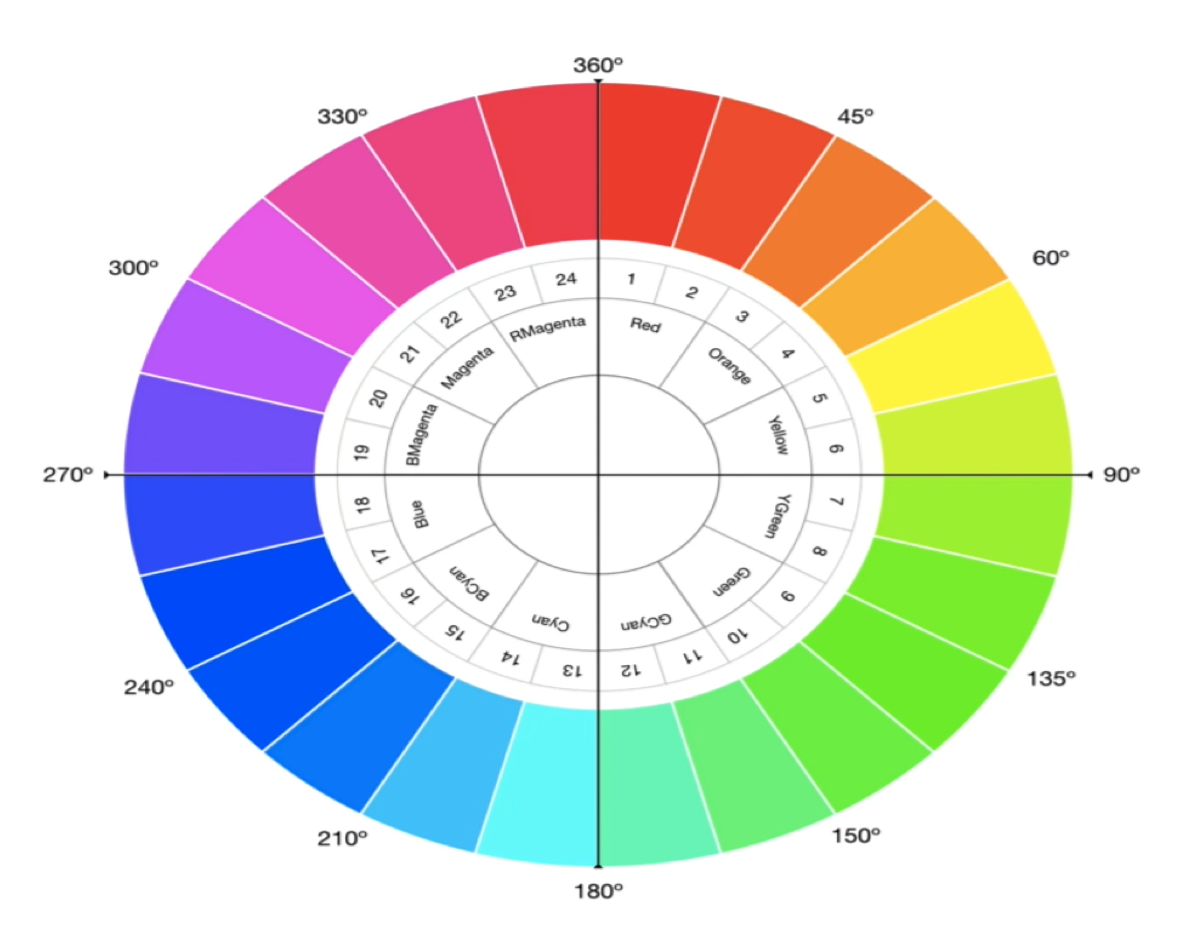 360º
45º
60º
90º
135º
150º
180º
210º
240º
270º
300º
330º
1
2
3
4
5
6
7
8
9
10
11
12
13
14
15
16
17
18
19
20
21
22
23
24
Red
Orange
Yellow
YGreen
Green
GCyan
Cyan
BCyan
Blue
BMagenta
Magenta
RMagenta